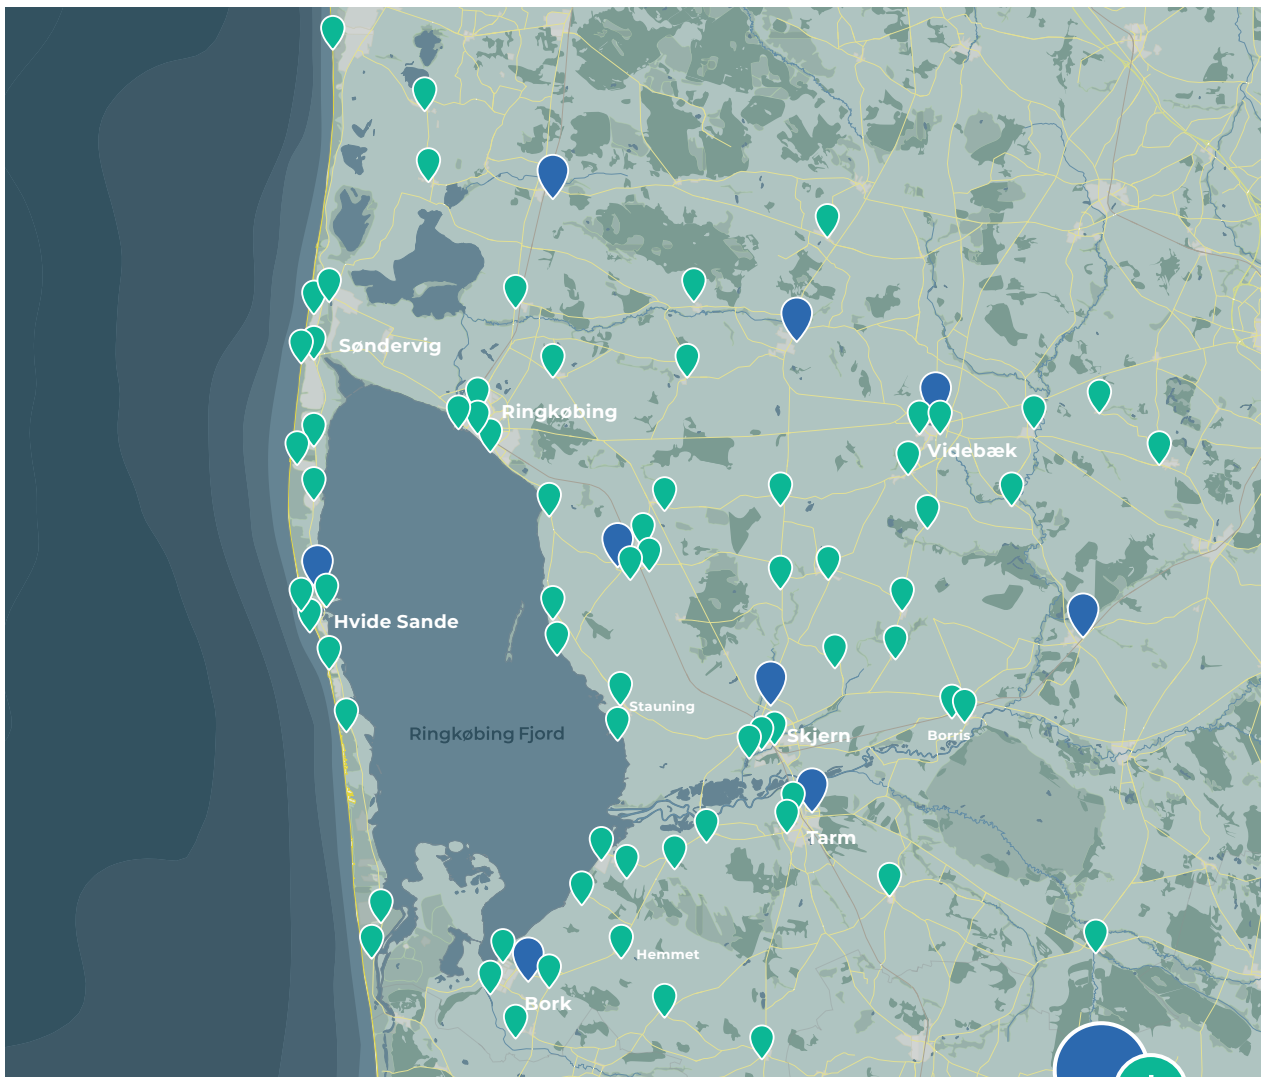 Søndervig
Ringkøbing
Videbæk
Hvide Sande
Stauning
Ringkøbing Fjord
Skjern
Borris
Tarm
Hemmet
Bork